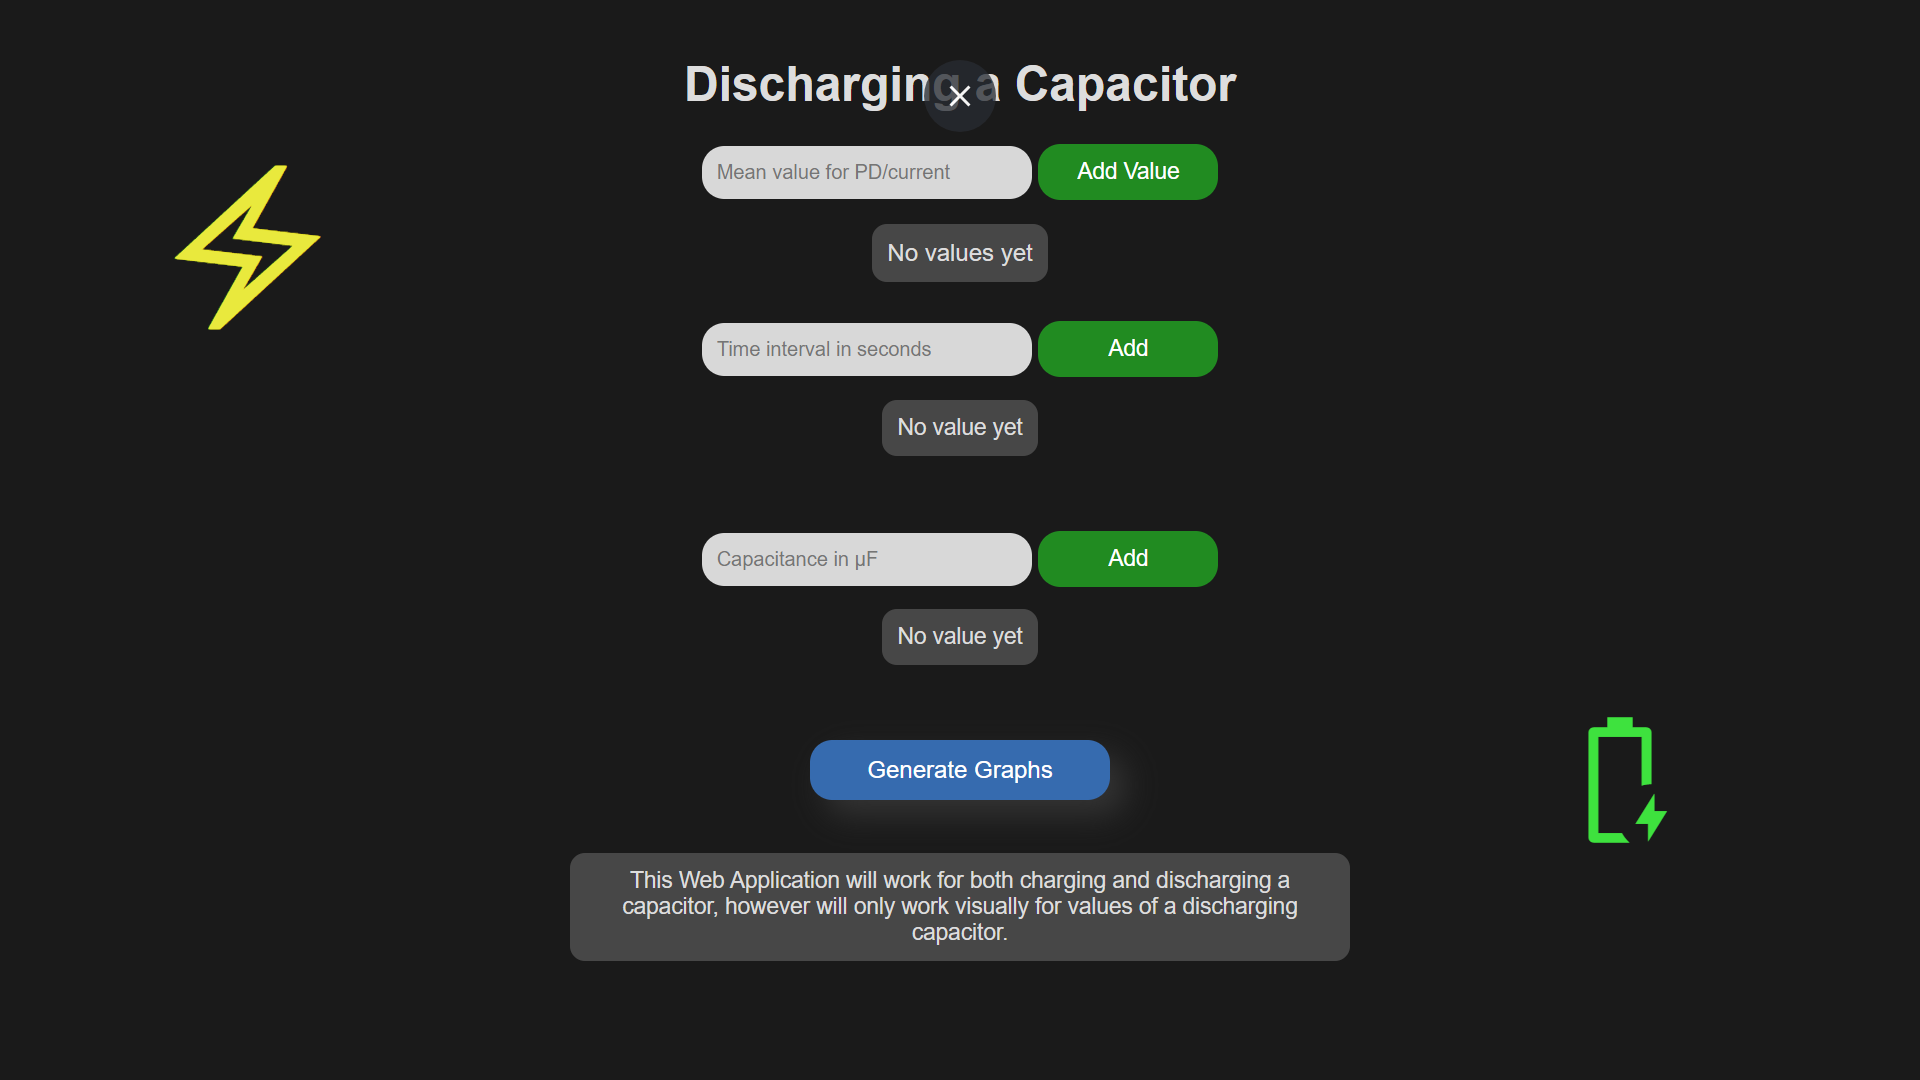 Discharging a Capacitor
Mean value for PD/current
Add Value
No values yet
Time interval in seconds
Add
No value yet
Capacitance in μF
Add
No value yet
Generate Graphs
This Web Application will work for both charging and discharging a
capacitor, however will only work visually for values of a discharging
capacitor.